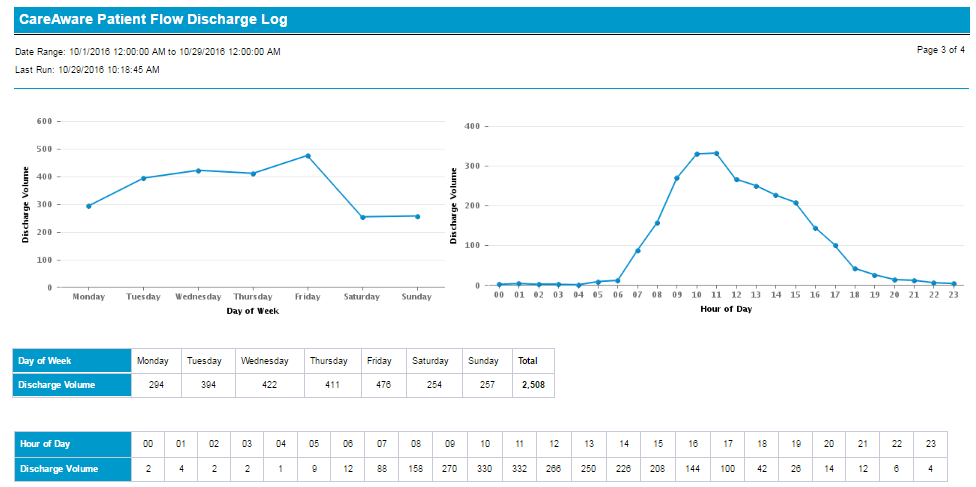 CareAware Patient Flow Discharge Log
Date Range: 10/1/2016 12:00:00 AM to 10/29/2016 12:00:00 AM
Page 3 of 4
Last Run: 10/29/2016 10:18:45 AM
600
500
400
300
200
100
0
Discharge Volume
Monday Tuesday Wednesday Thursday Friday Saturday Sunday
Day of Week
400
300
200
100
0
Discharge Volume
00 01 02 03 04 05 06 07 08 09 10 11 12 13 14 15 16 17 18 19 20 21 22 23
Hour of Day
Day of Week Monday Tuesday Wednesday Thursday Friday Saturday Sunday Total
Discharge Volume 294 394 422 411 476 254 257 2,508
Hour of Day 00 01 02 03 04 05 06 07 08 09 10 11 12 13 14 15 16 17 18 19 20 21 22 23
Discharge Volume 2 4 2 2 1 9 12 88 158 270 330 332 266 250 226 208 144 100 42 26 14 12 6 4